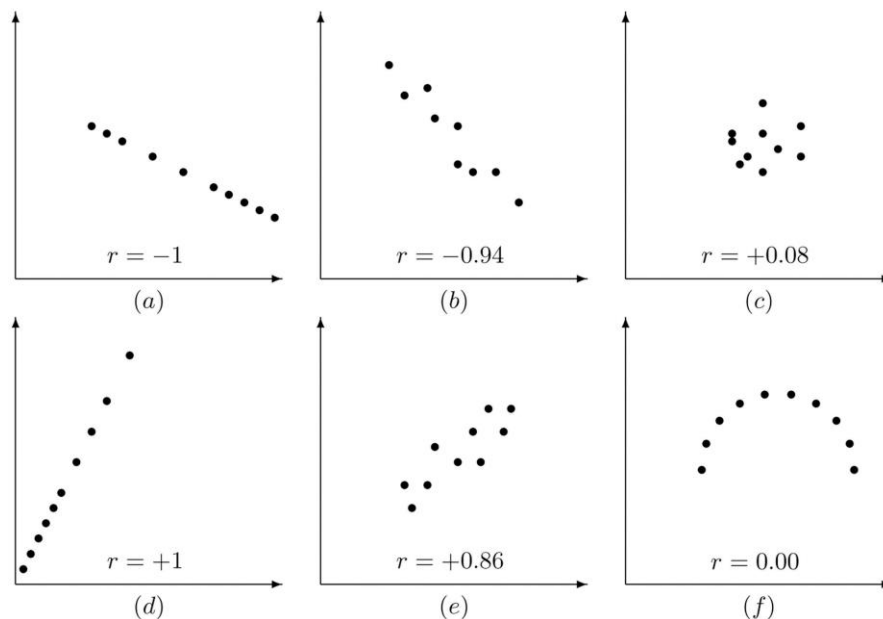 r = −1
r = −0.94
r = +0.08
(a)
(b)
(c)
r = +1
r = +0.86
r = 0.00
(d)
(e)
(f)